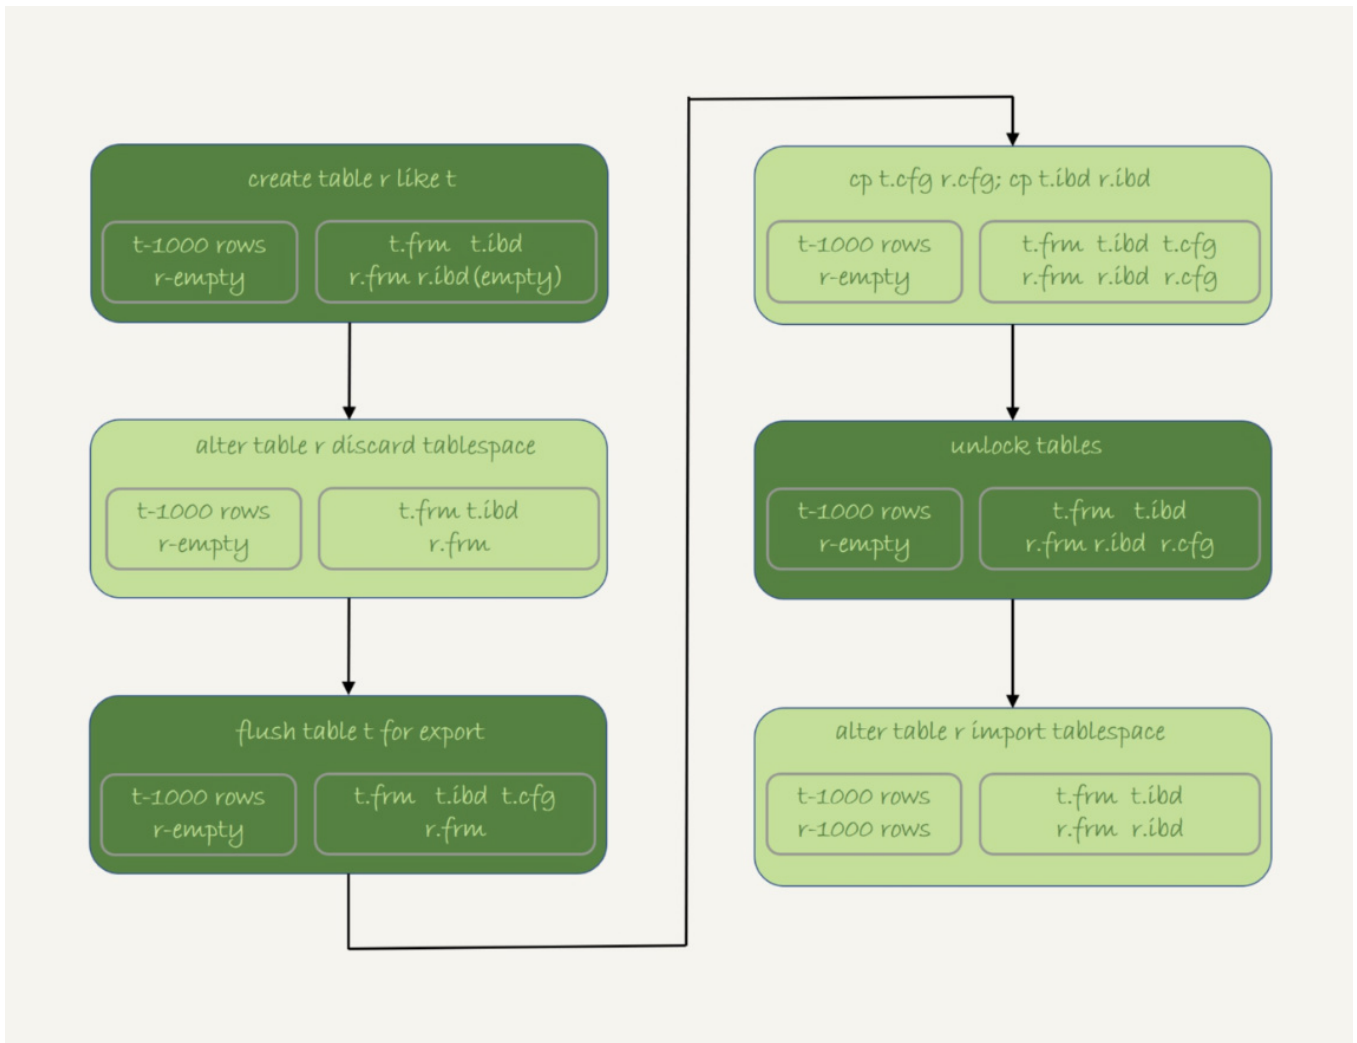 create table r like t
t-1000 rows
r-empty
t.frm t.ibd
r.frm r.ibd(empty)
alter table r discard tablespace
t-1000 rows
r-empty
t.frm t.ibd
r.frm
flush table t for export
t-1000 rows
r-empty
t.frm t.ibd t.cfg
r.frm
cp t.cfg r.cfg; cp t.ibd r.ibd
t-1000 rows
r-empty
t.frm t.ibd t.cfg
r.frm r.ibd r.cfg
unlock tables
t-1000 rows
r-empty
t.frm t.ibd
r.frm r.ibd r.cfg
alter table r import tablespace
t-1000 rows
r-1000 rows
t.frm t.ibd
r.frm r.ibd